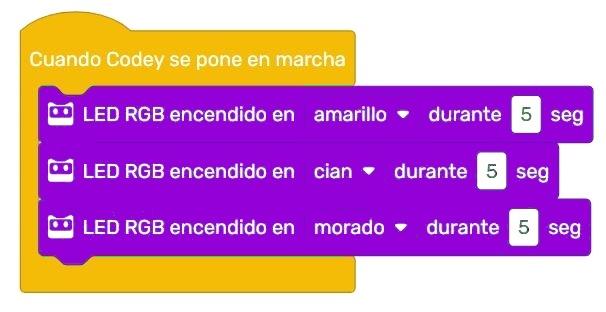 Cuando Codey se pone en marcha
LED RGB encendido en amarillo durante 5 seg
LED RGB encendido en cian durante 5 seg
LED RGB encendido en morado durante 5 seg